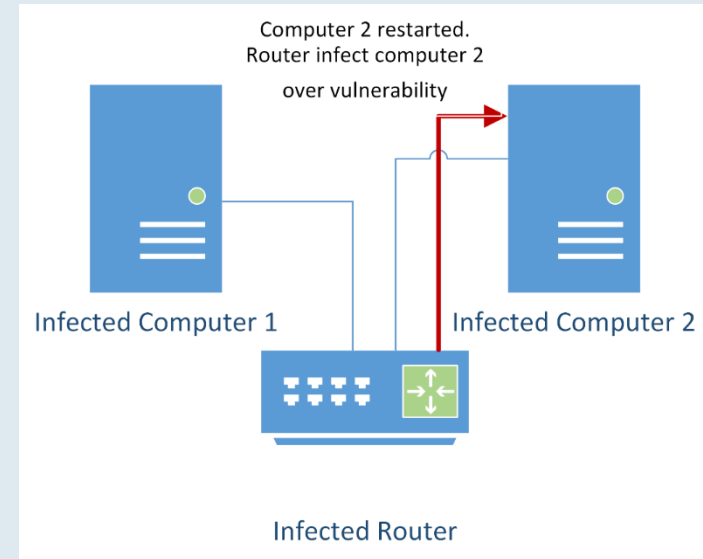 Computer 2 restarted.
Router infect computer 2
over vulnerability
Infected Computer 1
Infected Computer 2
Infected Router